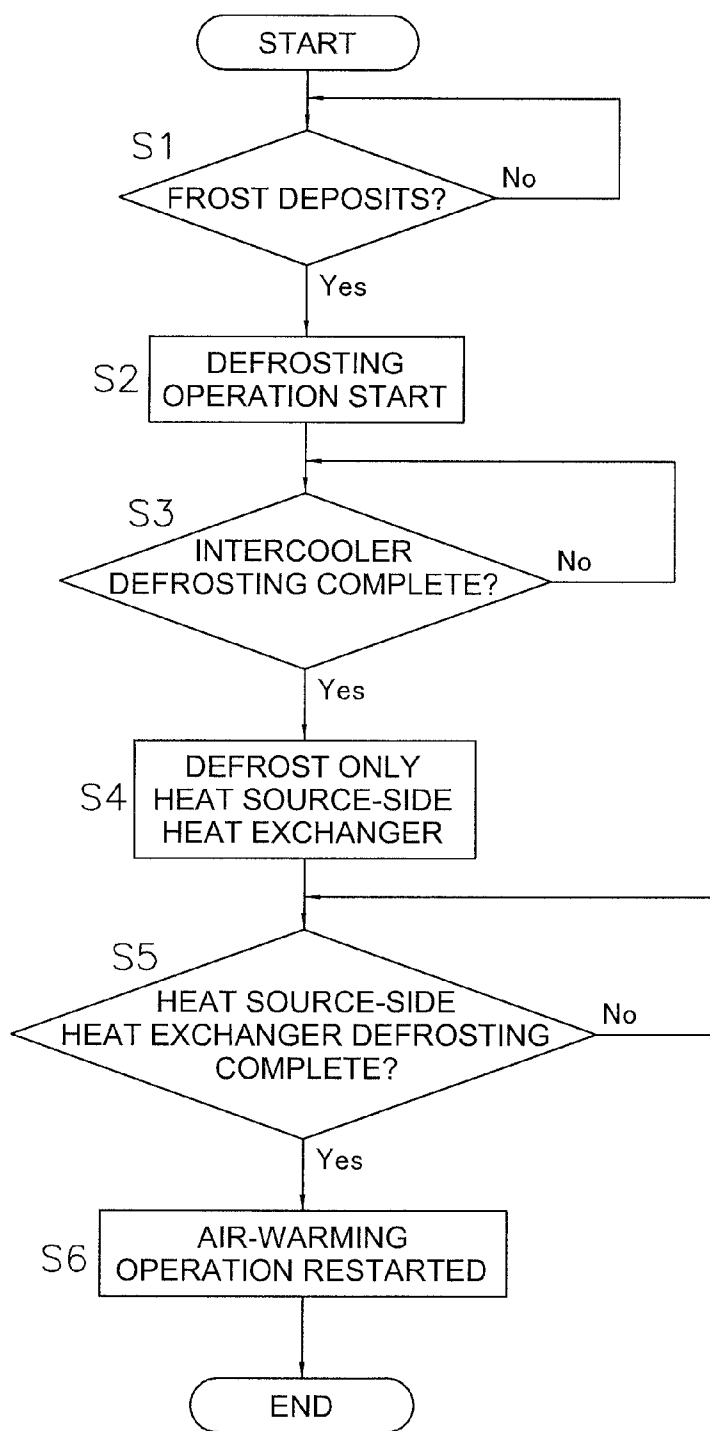 START
S1
FROST DEPOSITS?
No
Yes
S2
DEFROSTING
OPERATION START
S3
INTERCOOLER
DEFROSTING COMPLETE?
No
Yes
S4
DEFROST ONLY
HEAT SOURCE-SIDE
HEAT EXCHANGER
S5
HEAT SOURCE-SIDE
HEAT EXCHANGER DEFROSTING
COMPLETE?
No
Yes
S6
AIR-WARMING
OPERATION RESTARTED
END